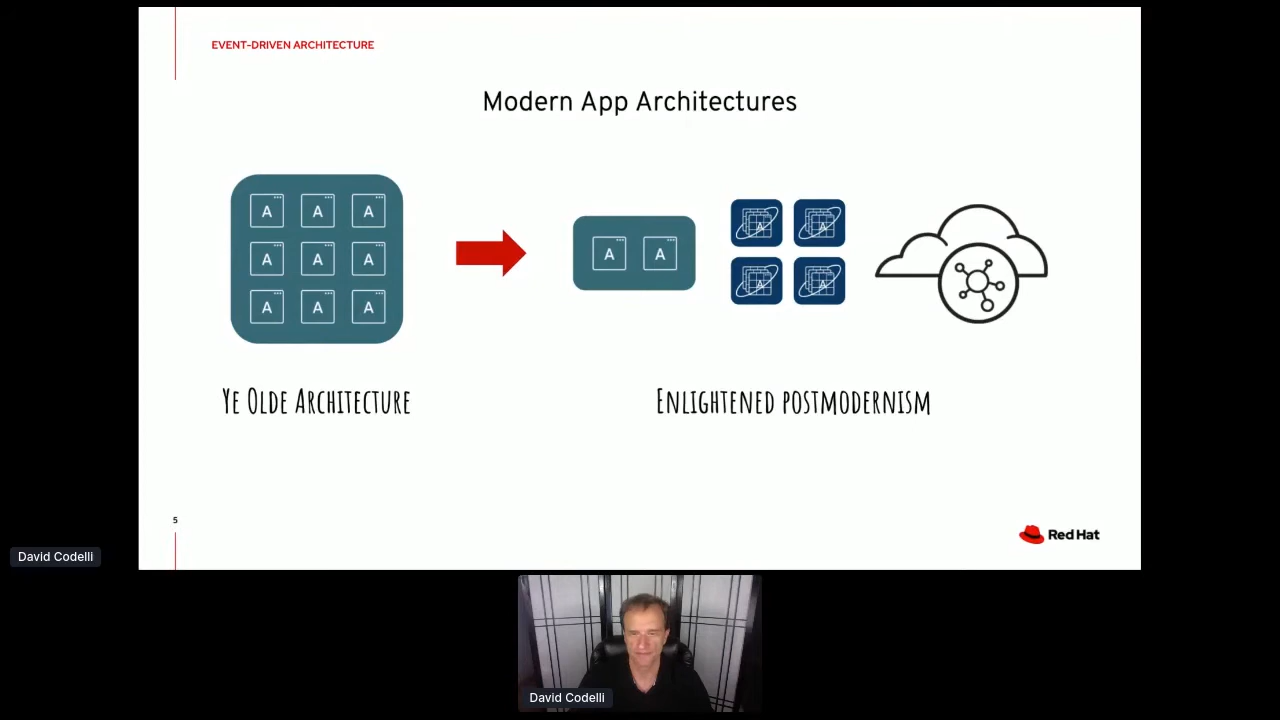 EVENT-DRIVEN ARCHITECTURE
Modern App Architectures
A A A
A A A
A A A
A A
A A
A A
Ye Olde Architecture
Enlightened postmodernism
5
Red Hat
David Codelli
David Codelli